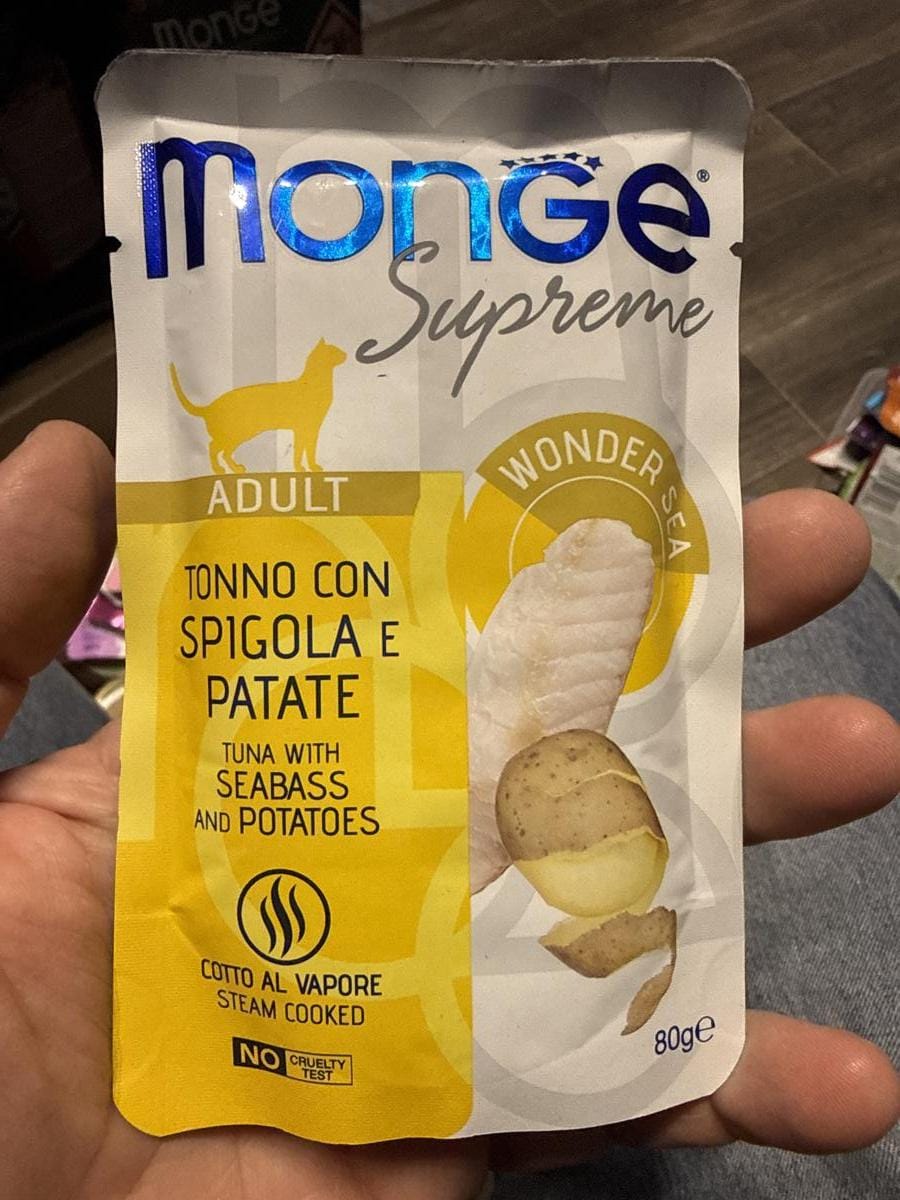 monGe
monGe®
Supreme
WONDER SEA
ADULT
TONNO CON
SPIGOLA E
PATATE
TUNA WITH
SEABASS
AND POTATOES
COTTO AL VAPORE
STEAM COOKED
NO CRUELTY
TEST
80g℮